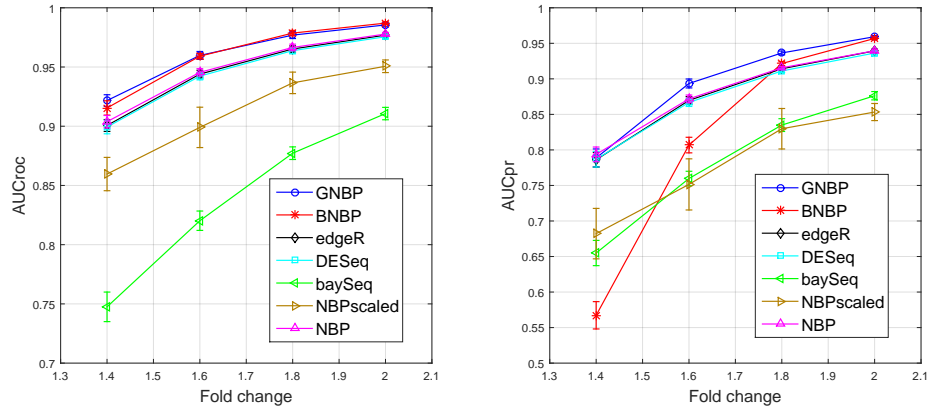 1
0.95
0.9
0.85
0.8
0.75
0.7
AUCroc
1.3
1.4
1.5
1.6
1.7
1.8
1.9
2
2.1
Fold change
GNBP
BNBP
edgeR
DESeq
baySeq
NBPscaled
NBP
1
0.95
0.9
0.85
0.8
0.75
0.7
0.65
0.6
0.55
0.5
AUCpr
1.3
1.4
1.5
1.6
1.7
1.8
1.9
2
2.1
Fold change
GNBP
BNBP
edgeR
DESeq
baySeq
NBPscaled
NBP